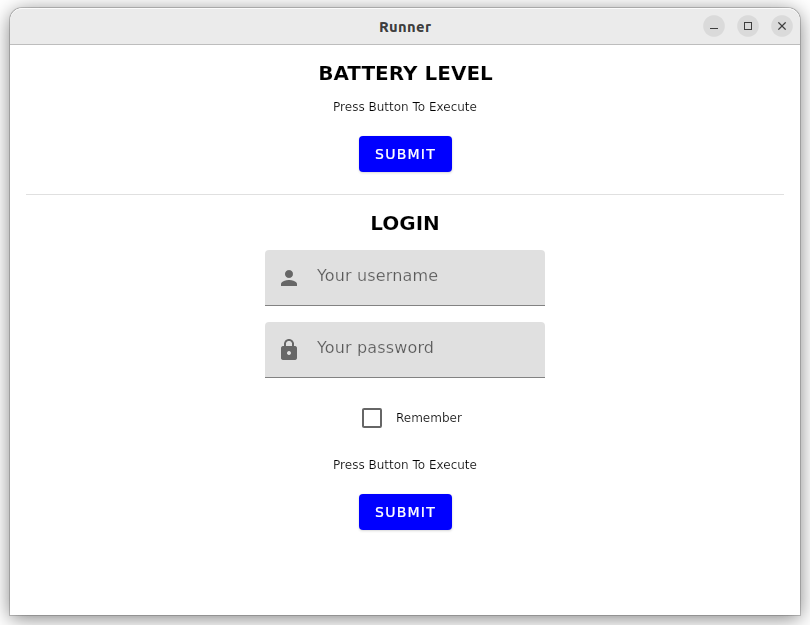 Runner
BATTERY LEVEL
Press Button To Execute
SUBMIT
LOGIN
Your username
Your password
Remember
Press Button To Execute
SUBMIT